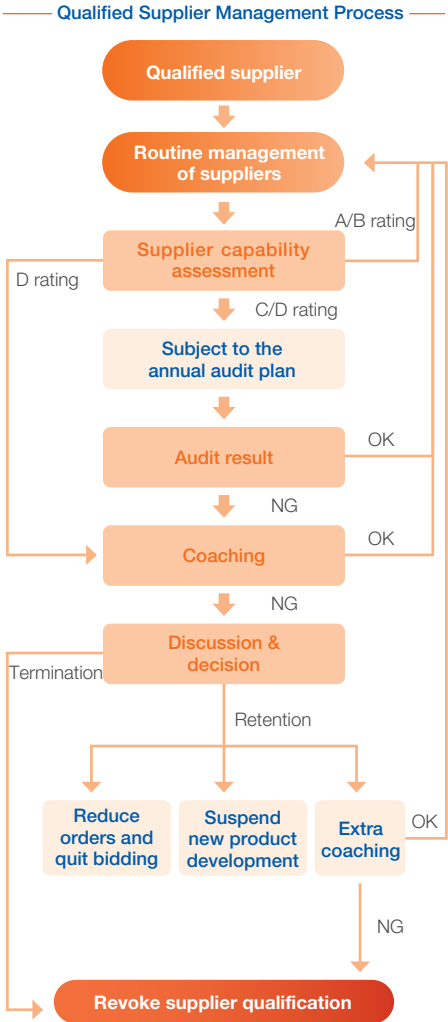 Qualified Supplier Management Process
Qualified supplier
Routine management
of suppliers
A/B rating
Supplier capability
assessment
D rating
C/D rating
Subject to the
annual audit plan
OK
Audit result
NG
OK
Coaching
NG
Discussion &
decision
Termination
Retention
Reduce
orders and
quit bidding
Suspend
new product
development
Extra
coaching
OK
NG
Revoke supplier qualification